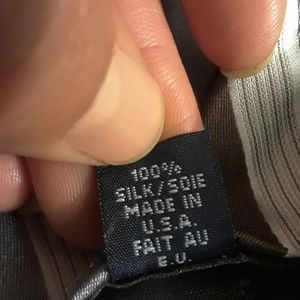 100%
SILK/SOIE
MADE IN
U.S.A.
FAIT AU
E.U.